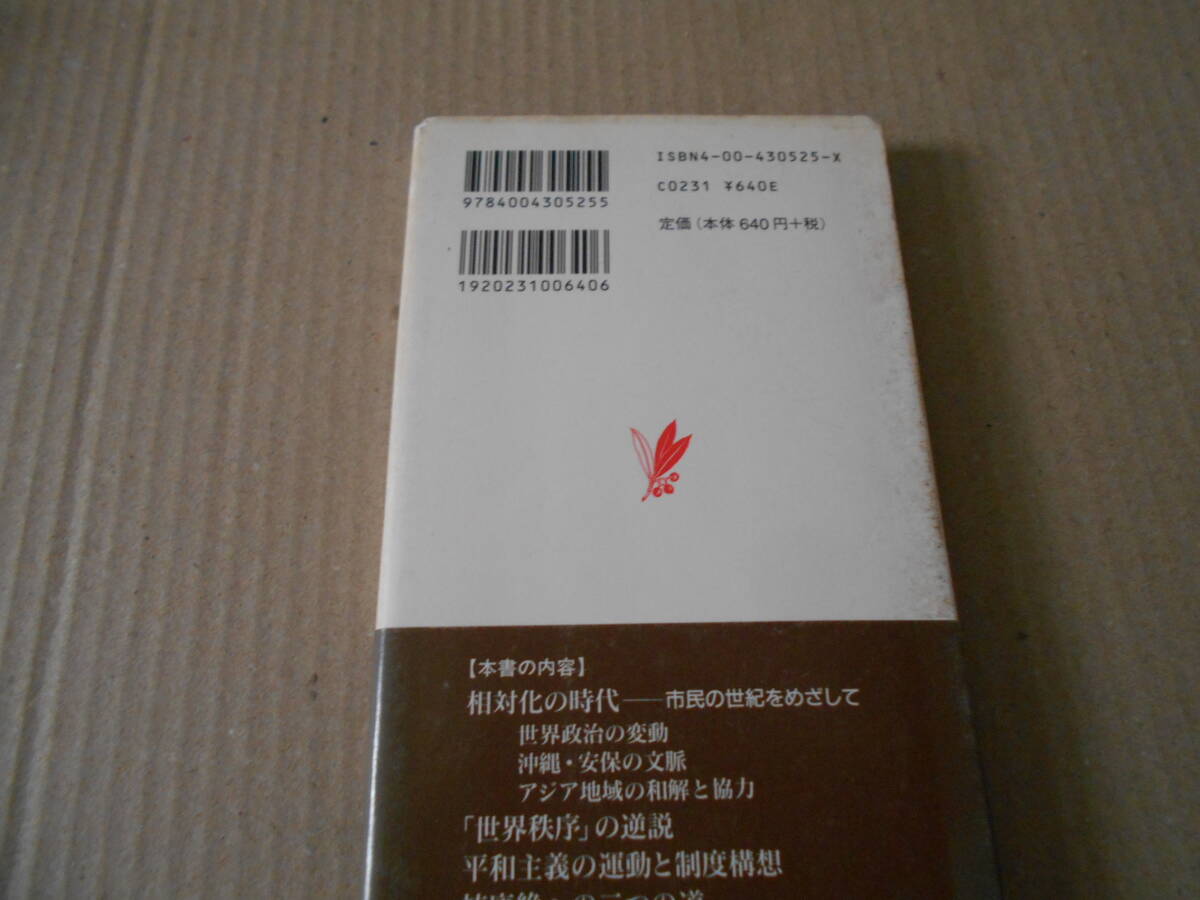 ISBN4-00-430525-X
9784004305255
C0231 ¥640E
定価(本体640円+税)
1920231006406
【本書の内容】
相対化の時代――市民の世紀をめざして
世界政治の変動
沖縄・安保の文脈
アジア地域の和解と協力
「世界秩序」の逆説
平和主義の運動と制度構想